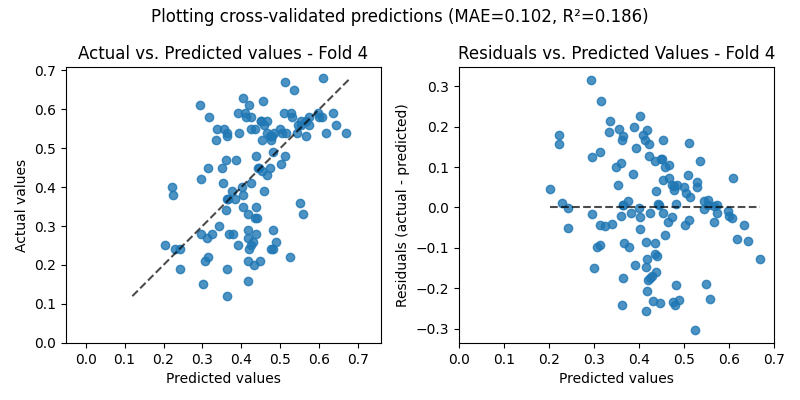 Plotting cross-validated predictions (MAE=0.102, R²=0.186)
Actual vs. Predicted values - Fold 4
Residuals vs. Predicted Values - Fold 4
Actual values
0.7
0.6
0.5
0.4
0.3
0.2
0.1
0.0
0.0 0.1 0.2 0.3 0.4 0.5 0.6 0.7
Predicted values
Residuals (actual - predicted)
0.3
0.2
0.1
0.0
−0.1
−0.2
−0.3
0.0 0.1 0.2 0.3 0.4 0.5 0.6 0.7
Predicted values